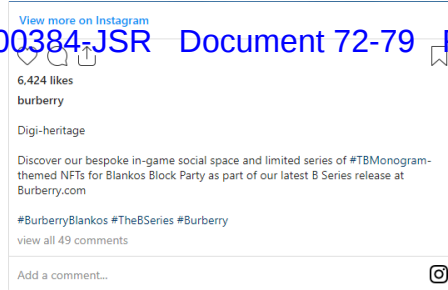 View more on Instagram
00384-JSR Document 72-79
6,424 likes
burberry
Digi-heritage
Discover our bespoke in-game social space and limited series of #TBMonogram-
themed NFTs for Blankos Block Party as part of our latest B Series release at
Burberry.com
#BurberryBlankos #TheBSeries #Burberry
view all 49 comments
Add a comment...